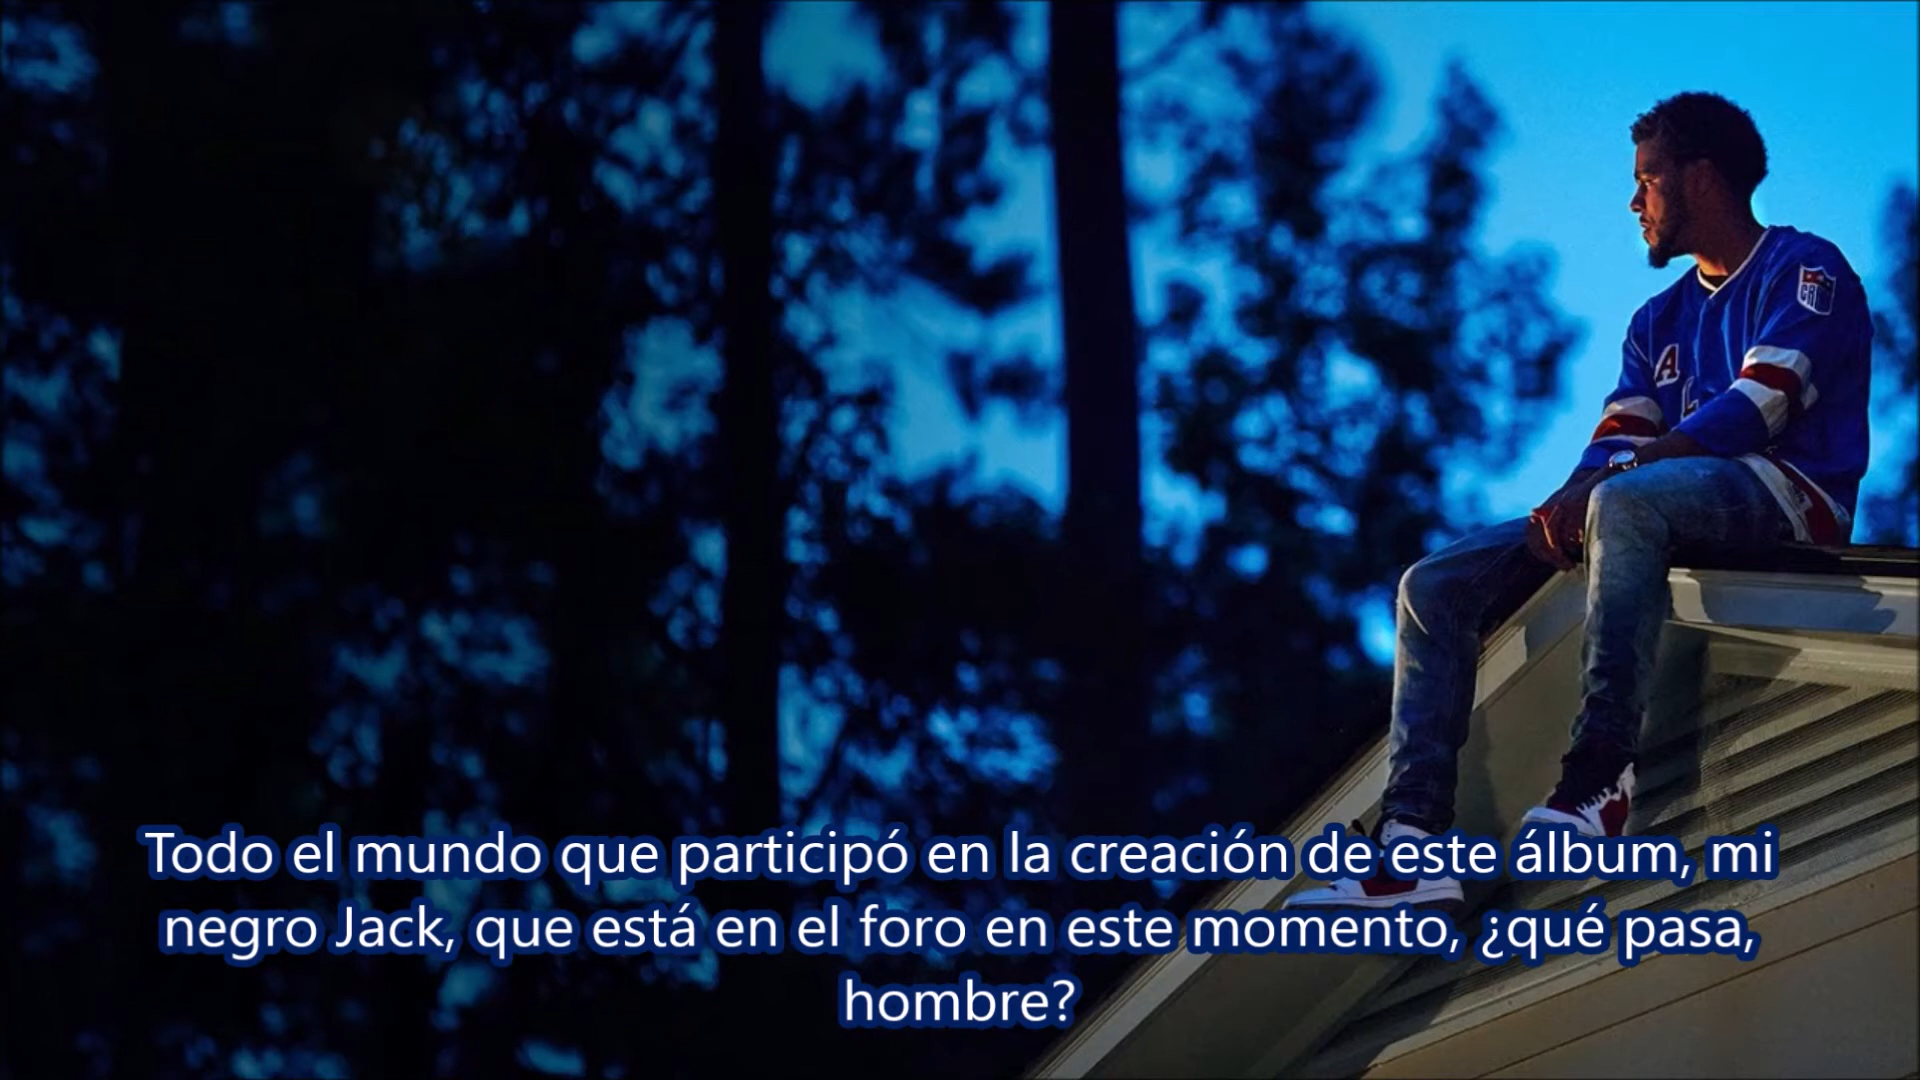 A
Todo el mundo que participó en la creación de este álbum, mi
negro Jack, que está en el foro en este momento, ¿qué pasa,
hombre?